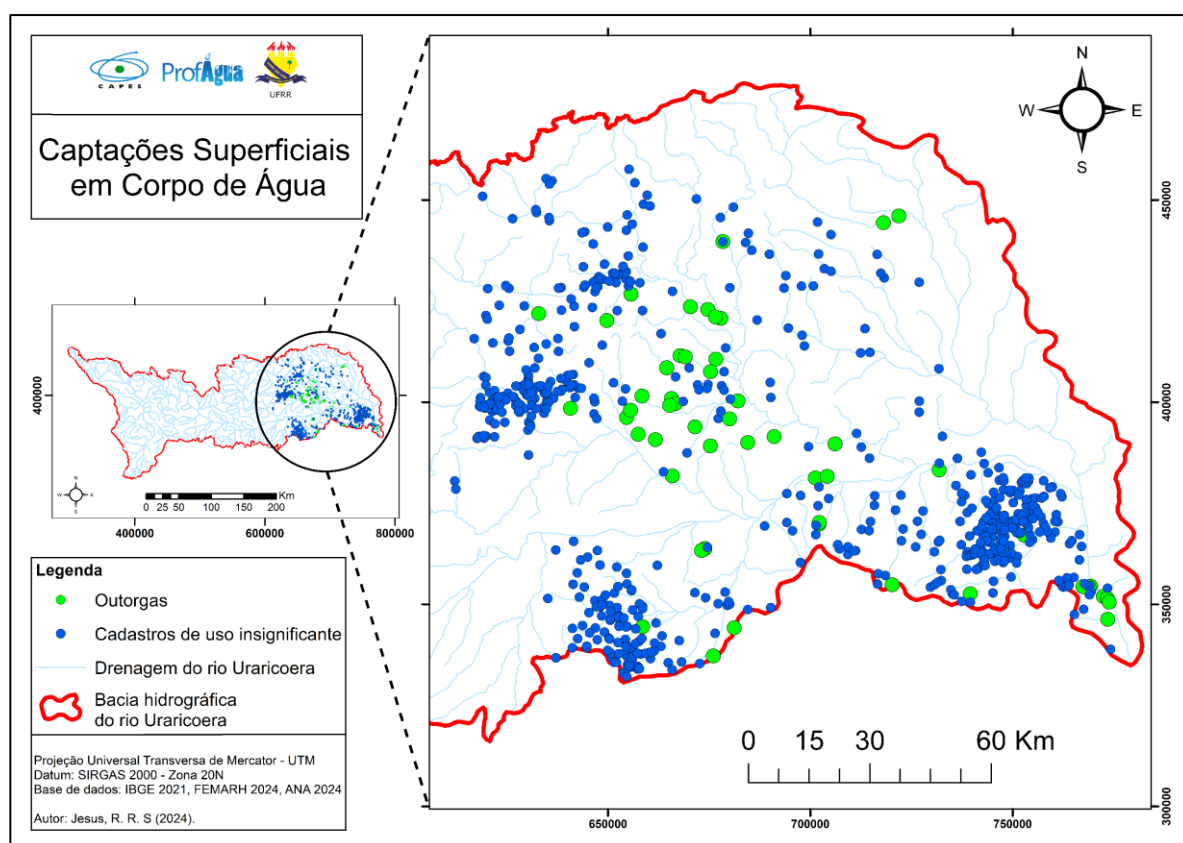 CAPES
ProfÁgua
UFRR
Captações Superficiais
em Corpo de Água
N
W
E
S
450000
400000
350000
300000
650000
700000
750000
0 15 30 60 Km
400000
N
W
E
S
0 25 50 100 150 200
Km
400000
600000
800000
Legenda
Outorgas
Cadastros de uso insignificante
Drenagem do rio Uraricoera
Bacia hidrográfica
do rio Uraricoera
Projeção Universal Transversa de Mercator - UTM
Datum: SIRGAS 2000 - Zona 20N
Base de dados: IBGE 2021, FEMARH 2024, ANA 2024
Autor: Jesus, R. R. S (2024).